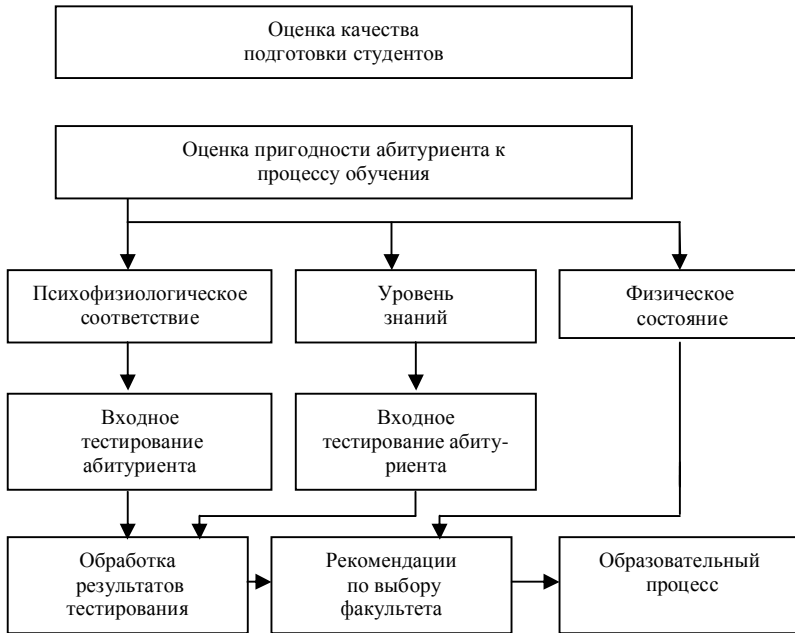 Оценка качества
подготовки студентов
Оценка пригодности абитуриента к
процессу обучения
Психофизиологическое
соответствие
Уровень
знаний
Физическое
состояние
Входное
тестирование
абитуриента
Входное
тестирование абиту-
риента
Обработка
результатов
тестирования
Рекомендации
по выбору
факультета
Образовательный
процесс